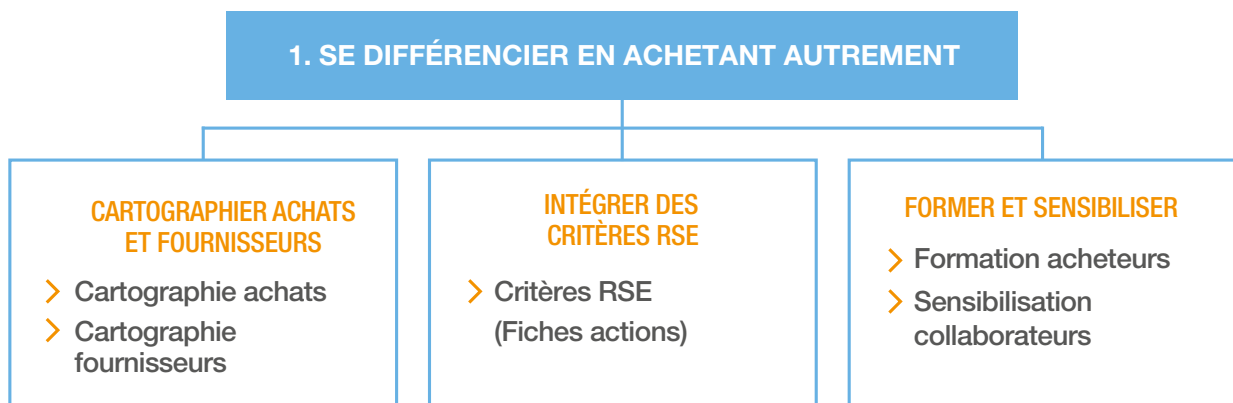 1. SE DIFFÉRENCIER EN ACHETANT AUTREMENT
CARTOGRAPHIER ACHATS
ET FOURNISSEURS
Cartographie achats
Cartographie
fournisseurs
INTÉGRER DES
CRITÈRES RSE
Critères RSE
(Fiches actions)
FORMER ET SENSIBILISER
Formation acheteurs
Sensibilisation
collaborateurs